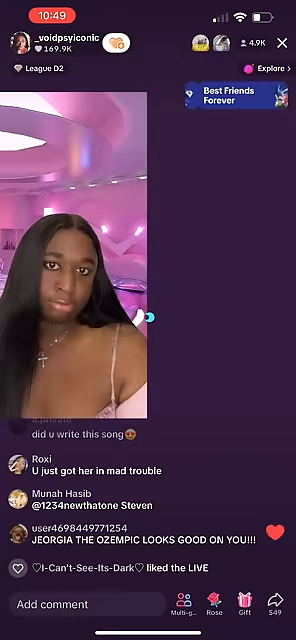 10:49
_voidpsyiconic
169.9K
4.9K
League D2
Explore >
Best Friends
Forever
a.private
did u write this song😍
Roxi
U just got her in mad trouble
Munah Hasib
@1234newthatone Steven
user4698449771254
JEORGIA THE OZEMPIC LOOKS GOOD ON YOU!!!
♡I-Can't-See-Its-Dark♡ liked the LIVE
Add comment
Multi-g...
Rose
Gift
549